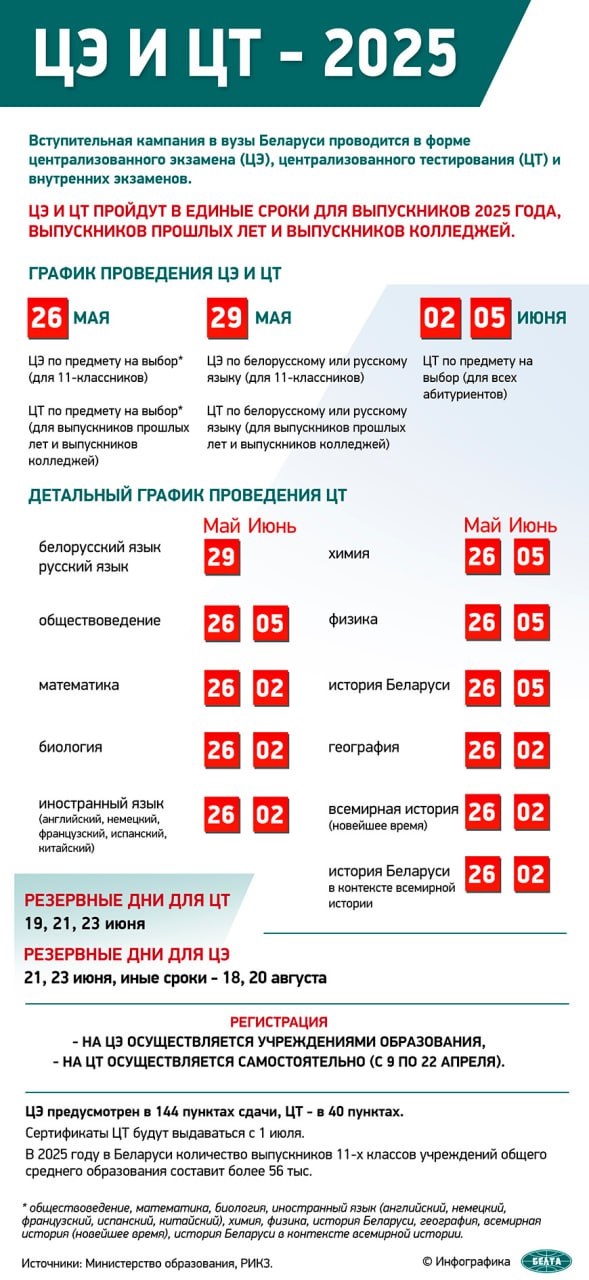 ЦЭ И ЦТ - 2025
Вступительная кампания в вузы Беларуси проводится в форме
централизованного экзамена (ЦЭ), централизованного тестирования (ЦТ) и
внутренних экзаменов.
ЦЭ И ЦТ ПРОЙДУТ В ЕДИНЫЕ СРОКИ ДЛЯ ВЫПУСКНИКОВ 2025 ГОДА,
ВЫПУСКНИКОВ ПРОШЛЫХ ЛЕТ И ВЫПУСКНИКОВ КОЛЛЕДЖЕЙ.
ГРАФИК ПРОВЕДЕНИЯ ЦЭ И ЦТ
26 МАЯ
ЦЭ по предмету на выбор*
(для 11-классников)
ЦТ по предмету на выбор*
(для выпускников прошлых
лет и выпускников
колледжей)
29 МАЯ
ЦЭ по белорусскому или русскому
языку (для 11-классников)
ЦТ по белорусскому или русскому
языку (для выпускников прошлых
лет и выпускников колледжей)
02 05 ИЮНЯ
ЦТ по предмету на
выбор (для всех
абитуриентов)
ДЕТАЛЬНЫЙ ГРАФИК ПРОВЕДЕНИЯ ЦТ
Май Июнь
белорусский язык
русский язык
29
обществоведение 26 05
математика 26 02
биология 26 02
иностранный язык
(английский, немецкий,
французский, испанский,
китайский)
26 02
Май Июнь
химия 26 05
физика 26 05
история Беларуси 26 05
география 26 02
всемирная история
(новейшее время)
26 02
история Беларуси
в контексте всемирной
истории
26 02
РЕЗЕРВНЫЕ ДНИ ДЛЯ ЦТ
19, 21, 23 июня
РЕЗЕРВНЫЕ ДНИ ДЛЯ ЦЭ
21, 23 июня, иные сроки - 18, 20 августа
РЕГИСТРАЦИЯ
- НА ЦЭ ОСУЩЕСТВЛЯЕТСЯ УЧРЕЖДЕНИЯМИ ОБРАЗОВАНИЯ,
- НА ЦТ ОСУЩЕСТВЛЯЕТСЯ САМОСТОЯТЕЛЬНО (С 9 ПО 22 АПРЕЛЯ).
ЦЭ предусмотрен в 144 пунктах сдачи, ЦТ - в 40 пунктах.
Сертификаты ЦТ будут выдаваться с 1 июля.
В 2025 году в Беларуси количество выпускников 11-х классов учреждений общего
среднего образования составит более 56 тыс.
* обществоведение, математика, биология, иностранный язык (английский, немецкий,
французский, испанский, китайский), химия, физика, история Беларуси, география, всемирная
история (новейшее время), история Беларуси в контексте всемирной истории.
Источники: Министерство образования, РИКЗ.
© Инфографика
БЕЛТА